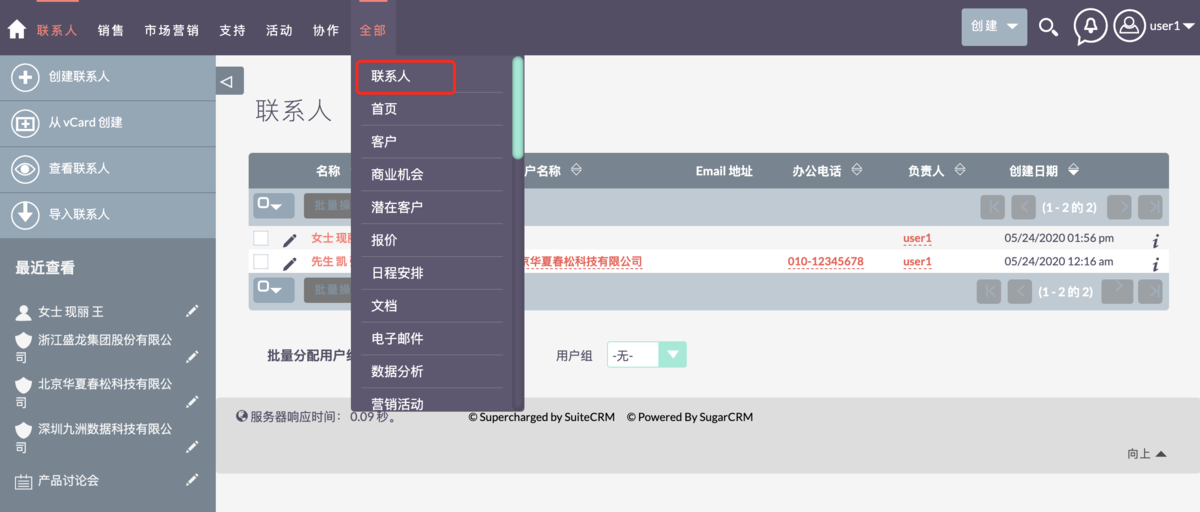 联系人 销售 市场营销 支持 活动 协作 全部 创建 user1
创建联系人
从 vCard 创建
查看联系人
导入联系人
最近查看
女士 现丽 王
浙江盛龙集团股份有限公
司
北京华夏春松科技有限公
司
深圳九洲数据科技有限公
司
产品讨论会
联系人
首页
客户
商业机会
潜在客户
报价
日程安排
文档
电子邮件
数据分析
营销活动
联系人
名称 户名称 Email 地址 办公电话 负责人 创建日期
批量操 (1 - 2 的 2)
女士 现丽 user1 05/24/2020 01:56 pm
先生 凯 京华夏春松科技有限公司 010-12345678 user1 05/24/2020 12:16 am
批量操 (1 - 2 的 2)
批量分配用户组 用户组 -无-
服务器响应时间： 0.09 秒。 © Supercharged by SuiteCRM © Powered By SugarCRM
向上